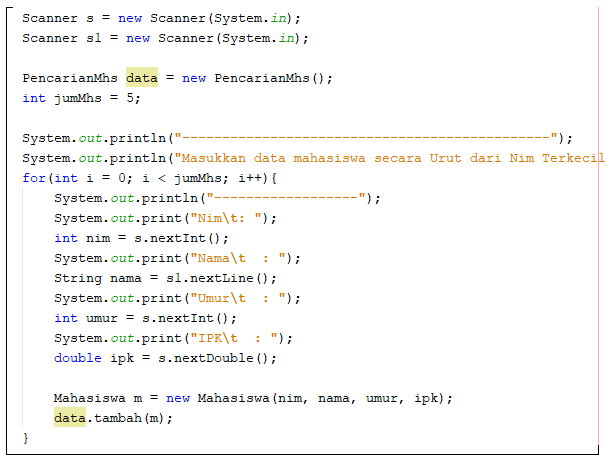 Scanner s = new Scanner(System.in);
Scanner sl = new Scanner(System.in);
PencarianMhs data = new PencarianMhs();
int jumMhs = 5;
System.out.println("----------------------------------------------");
System.out.println("Masukkan data mahasiswa secara Urut dari Nim Terkecil
for(int i = 0; i < jumMhs; i++){
System.out.println("------------------");
System.out.print("Nim\t: ");
int nim = s.nextInt();
System.out.print("Nama\t  : ");
String nama = sl.nextLine();
System.out.print("Umur\t  : ");
int umur = s.nextInt();
System.out.print("IPK\t  : ");
double ipk = s.nextDouble();
Mahasiswa m = new Mahasiswa(nim, nama, umur, ipk);
data.tambah(m);
}